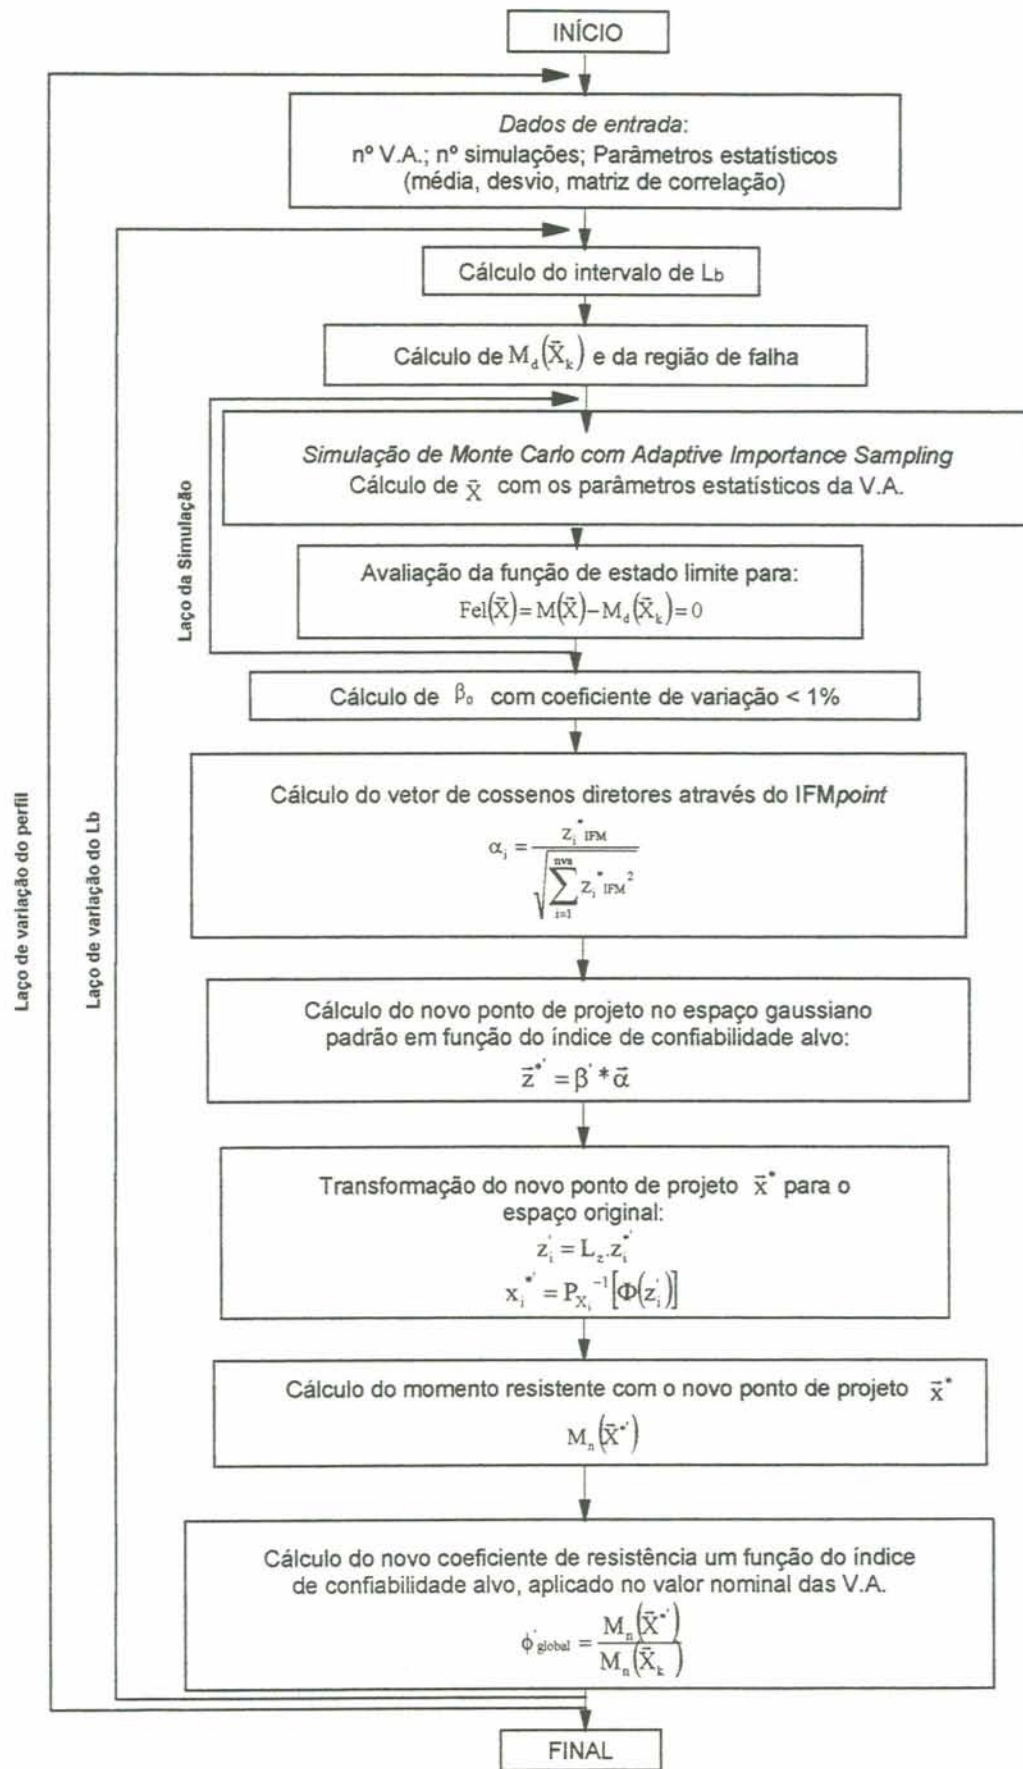 INÍCIO
Dados de entrada:
nº V.A.; nº simulações; Parâmetros estatísticos
(média, desvio, matriz de correlação)
Cálculo do intervalo de Lb
Cálculo de M_d(X̄_k) e da região de falha
Simulação de Monte Carlo com Adaptive Importance Sampling
Cálculo de X̄ com os parâmetros estatísticos da V.A.
Avaliação da função de estado limite para:
Fel(X̄) = M(X̄) − M_d(X̄_k) = 0
Laço da Simulação
Cálculo de β₀ com coeficiente de variação < 1%
Cálculo do vetor de cossenos diretores através do IFMpoint
α_i = z_i*_IFM / √(∑_{i=1}^{nva} z_i*_IFM²)
Laço de variação do perfil
Laço de variação do Lb
Cálculo do novo ponto de projeto no espaço gaussiano
padrão em função do índice de confiabilidade alvo:
z̄*' = β' * ᾱ
Transformação do novo ponto de projeto x̄* para o
espaço original:
z_i' = L_z.z_i*'
x_i*' = P_{X_i}⁻¹[Φ(z_i')]
Cálculo do momento resistente com o novo ponto de projeto x̄*
M_n(X̄*')
Cálculo do novo coeficiente de resistência um função do índice
de confiabilidade alvo, aplicado no valor nominal das V.A.
ϕ'_global = M_n(X̄*') / M_n(X̄_k)
FINAL